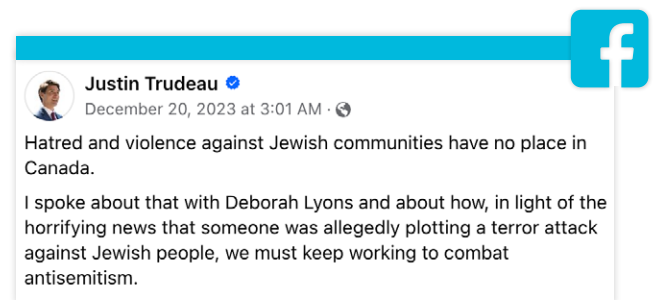 Justin Trudeau
December 20, 2023 at 3:01 AM ·
Hatred and violence against Jewish communities have no place in
Canada.
I spoke about that with Deborah Lyons and about how, in light of the
horrifying news that someone was allegedly plotting a terror attack
against Jewish people, we must keep working to combat
antisemitism.